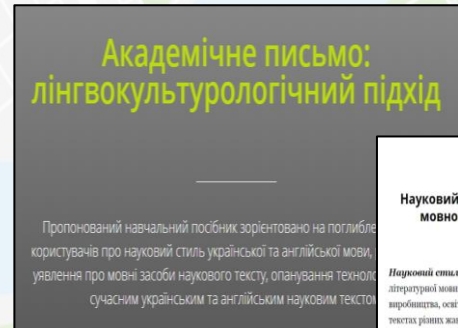 Академічне письмо:
лінгвокультурологічний підхід
Пропонований навчальний посібник зорієнтовано на поглибле
користувачів про науковий стиль української та англійської мови,
уявлення про мовні засоби наукового тексту, опанування технол
сучасним українським та англійським науковим текстом
Науковий
мовно
Науковий стил
літературної мови
виробництва, осві
текстах різних жан